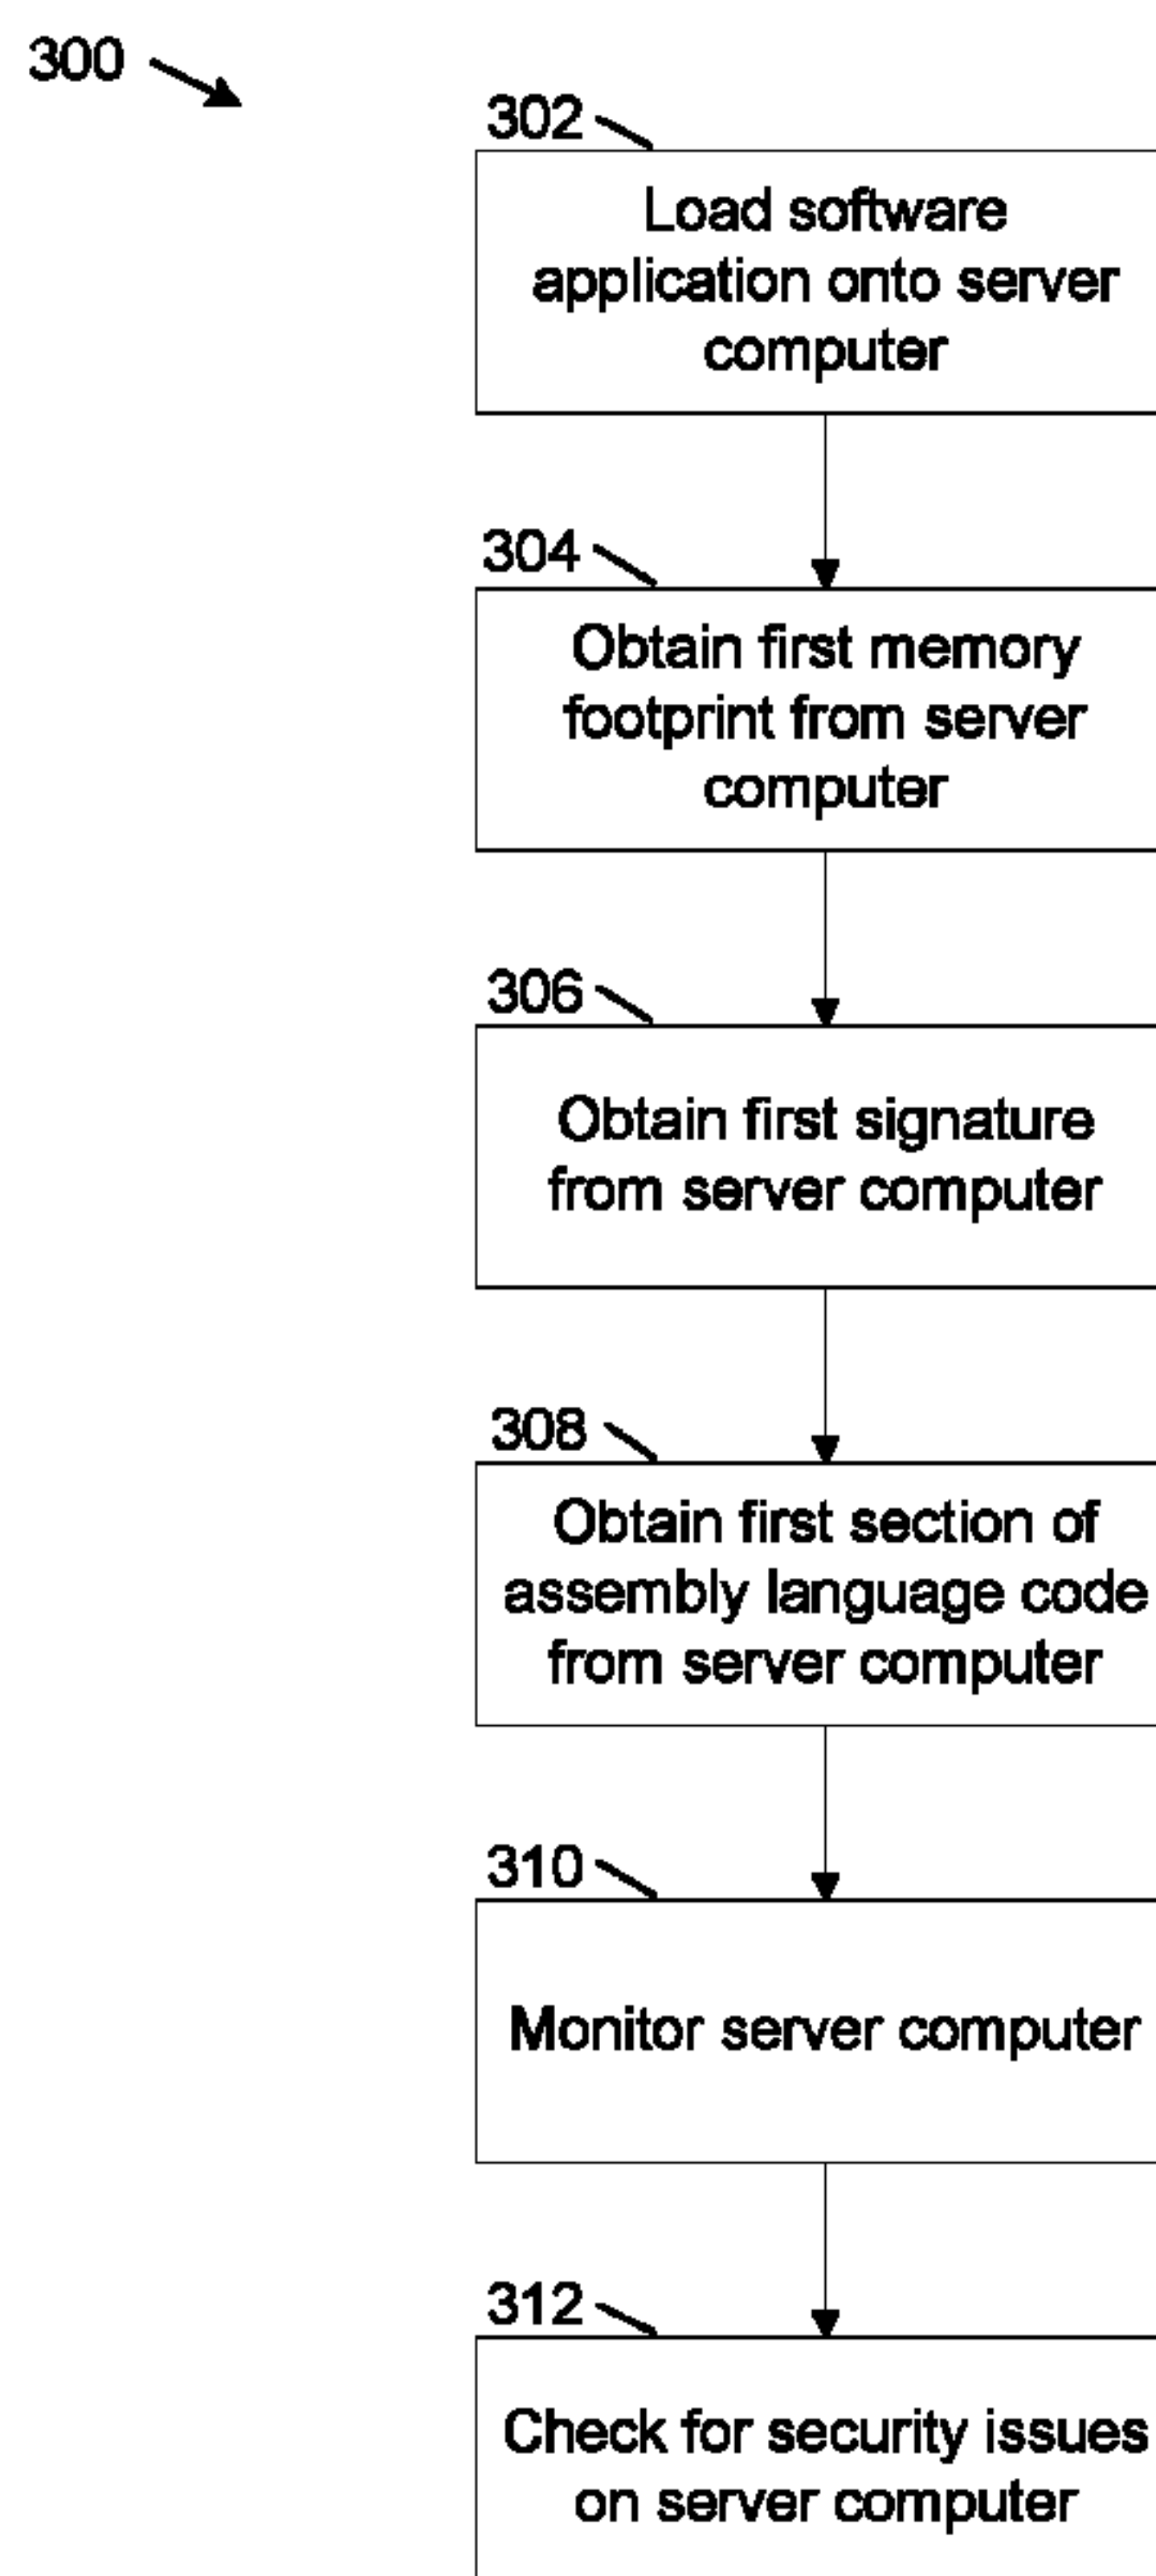 300
302
Load software
application onto server
computer
304
Obtain first memory
footprint from server
computer
306
Obtain first signature
from server computer
308
Obtain first section of
assembly language code
from server computer
310
Monitor server computer
312
Check for security issues
on server computer